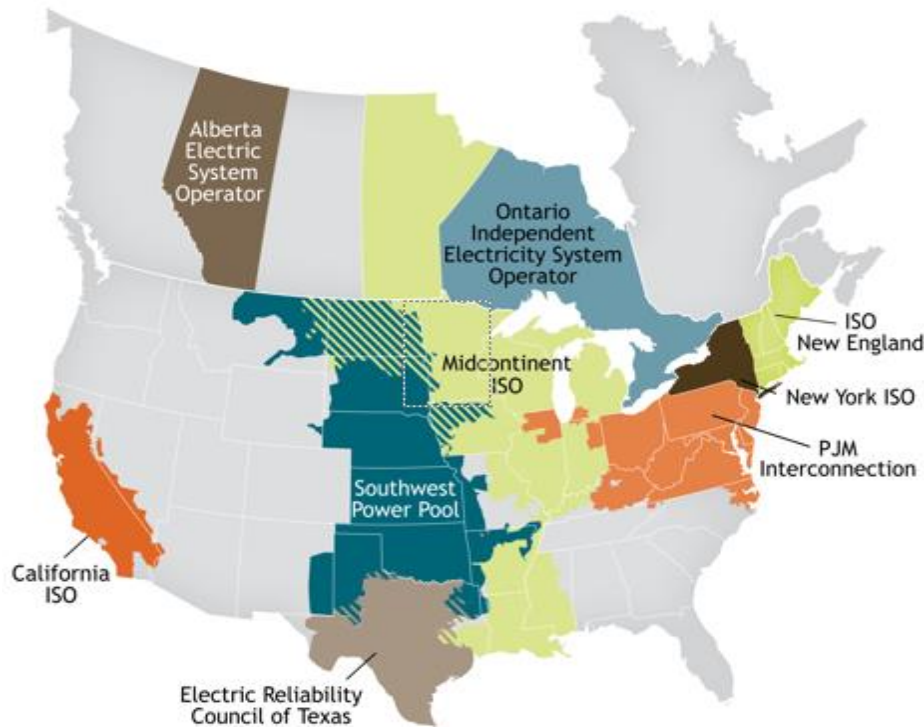 Alberta
Electric
System
Operator
Ontario
Independent
Electricity System
Operator
ISO
New England
Midcontinent
ISO
New York ISO
PJM
Interconnection
Southwest
Power Pool
California
ISO
Electric Reliability
Council of Texas